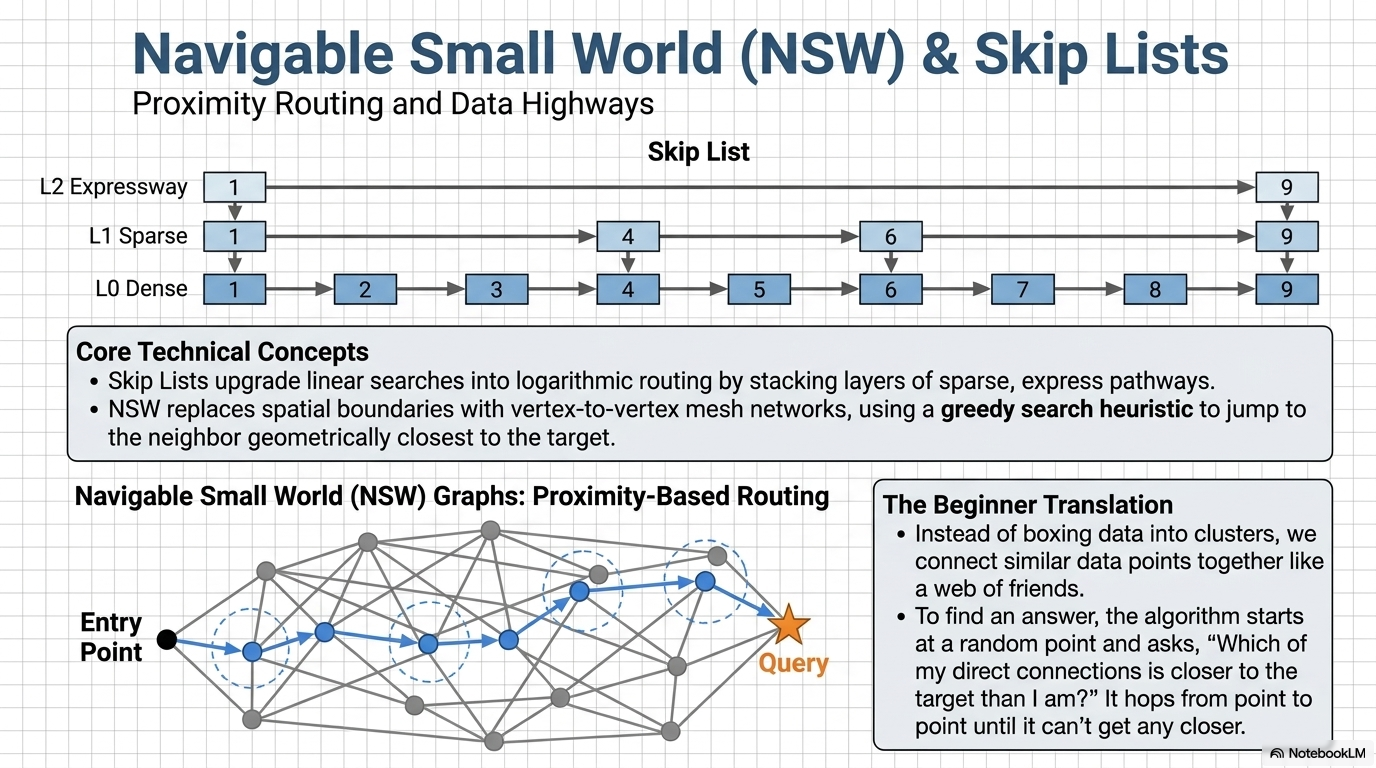 Navigable Small World (NSW) & Skip Lists
Proximity Routing and Data Highways
Skip List
L2 Expressway 1 9
L1 Sparse 1 4 6 9
L0 Dense 1 2 3 4 5 6 7 8 9
Core Technical Concepts
• Skip Lists upgrade linear searches into logarithmic routing by stacking layers of sparse, express pathways.
• NSW replaces spatial boundaries with vertex-to-vertex mesh networks, using a greedy search heuristic to jump to
the neighbor geometrically closest to the target.
Navigable Small World (NSW) Graphs: Proximity-Based Routing
Entry
Point
Query
The Beginner Translation
• Instead of boxing data into clusters, we
connect similar data points together like
a web of friends.
• To find an answer, the algorithm starts
at a random point and asks, “Which of
my direct connections is closer to the
target than I am?” It hops from point to
point until it can’t get any closer.
NotebookLM